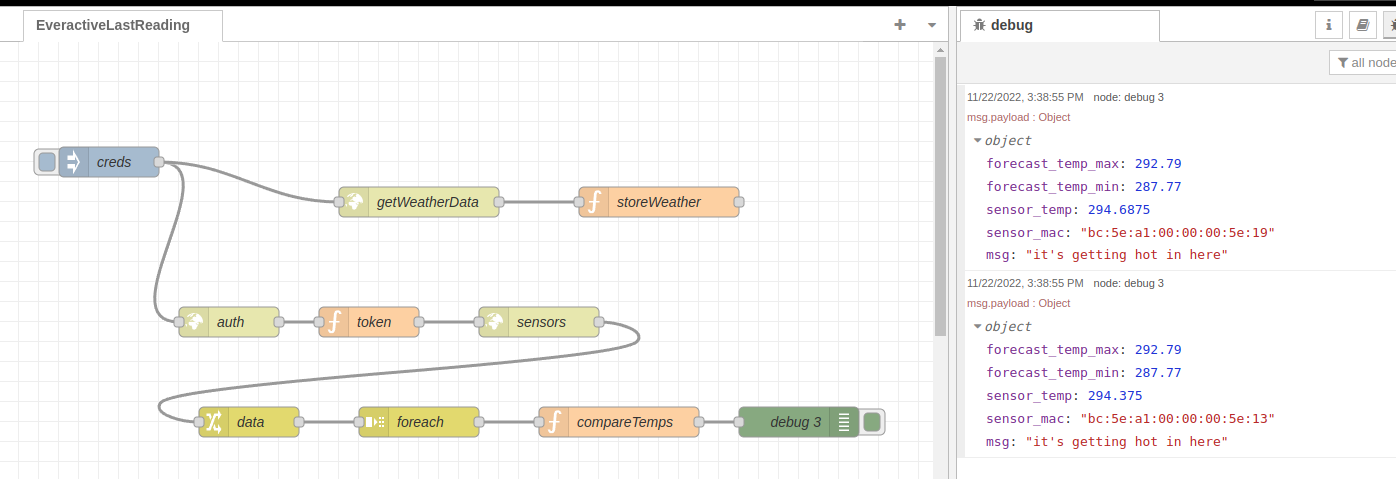 EveractiveLastReading
creds
getWeatherData
storeWeather
auth
token
sensors
data
foreach
compareTemps
debug 3
debug
all node
11/22/2022, 3:38:55 PM node: debug 3
msg.payload : Object
object
forecast_temp_max: 292.79
forecast_temp_min: 287.77
sensor_temp: 294.6875
sensor_mac: "bc:5e:a1:00:00:00:5e:19"
msg: "it's getting hot in here"
11/22/2022, 3:38:55 PM node: debug 3
msg.payload : Object
object
forecast_temp_max: 292.79
forecast_temp_min: 287.77
sensor_temp: 294.375
sensor_mac: "bc:5e:a1:00:00:00:5e:13"
msg: "it's getting hot in here"